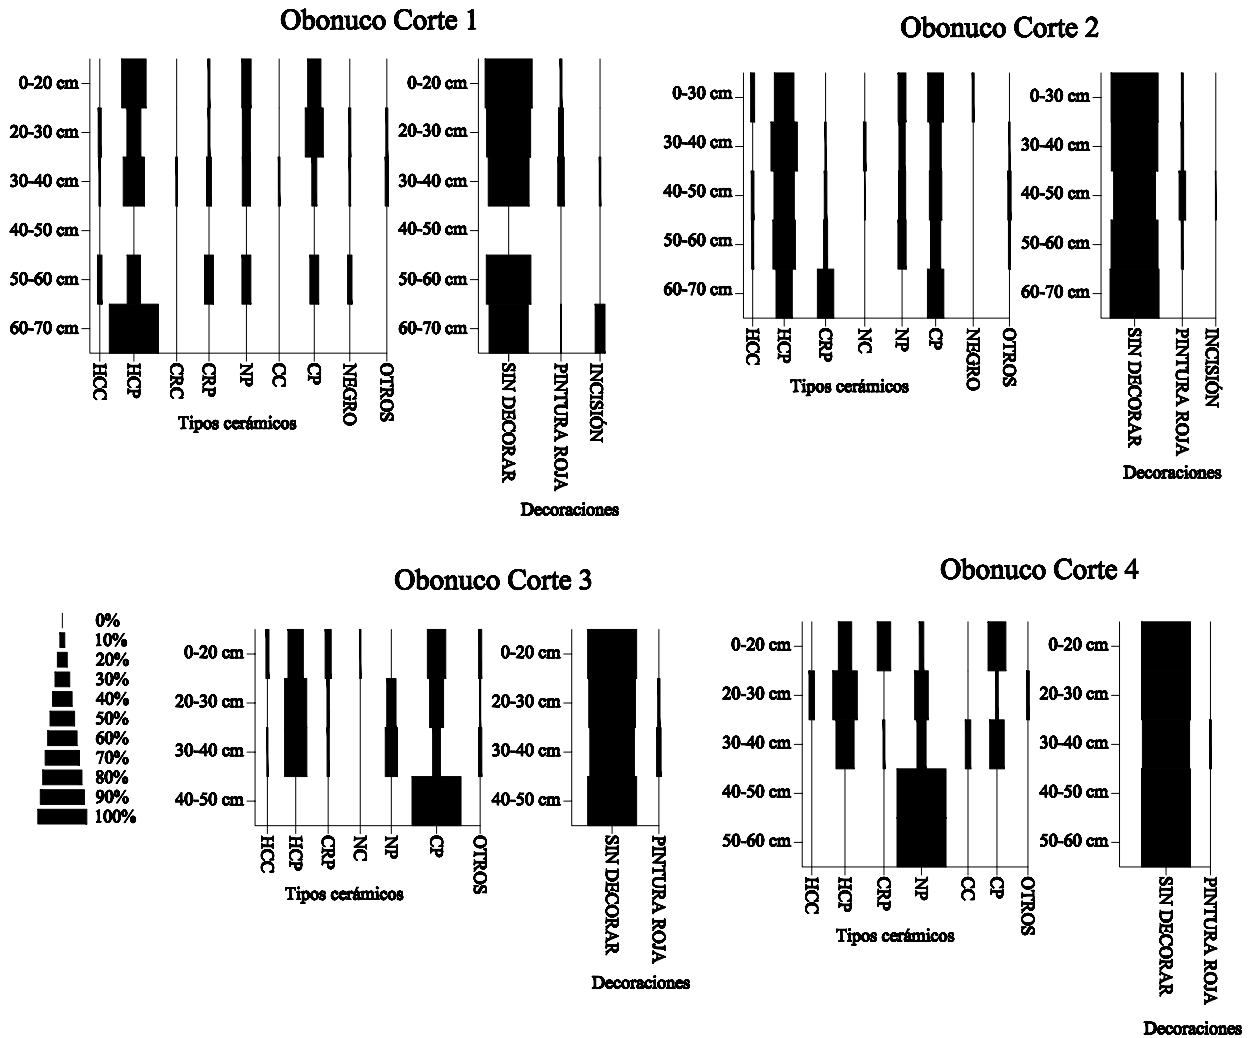 Obonuco Corte 1
0-20 cm
20-30 cm
30-40 cm
40-50 cm
50-60 cm
60-70 cm
HCC
HCP
CRC
CRP
NP
CC
CP
NEGRO
OTROS
Tipos cerámicos
0-20 cm
20-30 cm
30-40 cm
40-50 cm
50-60 cm
60-70 cm
SIN DECORAR
PINTURA ROJA
INCISIÓN
Decoraciones
Obonuco Corte 2
0-30 cm
30-40 cm
40-50 cm
50-60 cm
60-70 cm
HCC
HCP
CRP
NC
NP
CP
NEGRO
OTROS
Tipos cerámicos
0-30 cm
30-40 cm
40-50 cm
50-60 cm
60-70 cm
SIN DECORAR
PINTURA ROJA
INCISIÓN
Decoraciones
0%
10%
20%
30%
40%
50%
60%
70%
80%
90%
100%
Obonuco Corte 3
0-20 cm
20-30 cm
30-40 cm
40-50 cm
HCC
HCP
CRP
NC
NP
CP
OTROS
Tipos cerámicos
0-20 cm
20-30 cm
30-40 cm
40-50 cm
SIN DECORAR
PINTURA ROJA
Decoraciones
Obonuco Corte 4
0-20 cm
20-30 cm
30-40 cm
40-50 cm
50-60 cm
HCC
HCP
CRP
NP
CC
CP
OTROS
Tipos cerámicos
0-20 cm
20-30 cm
30-40 cm
40-50 cm
50-60 cm
SIN DECORAR
PINTURA ROJA
Decoraciones